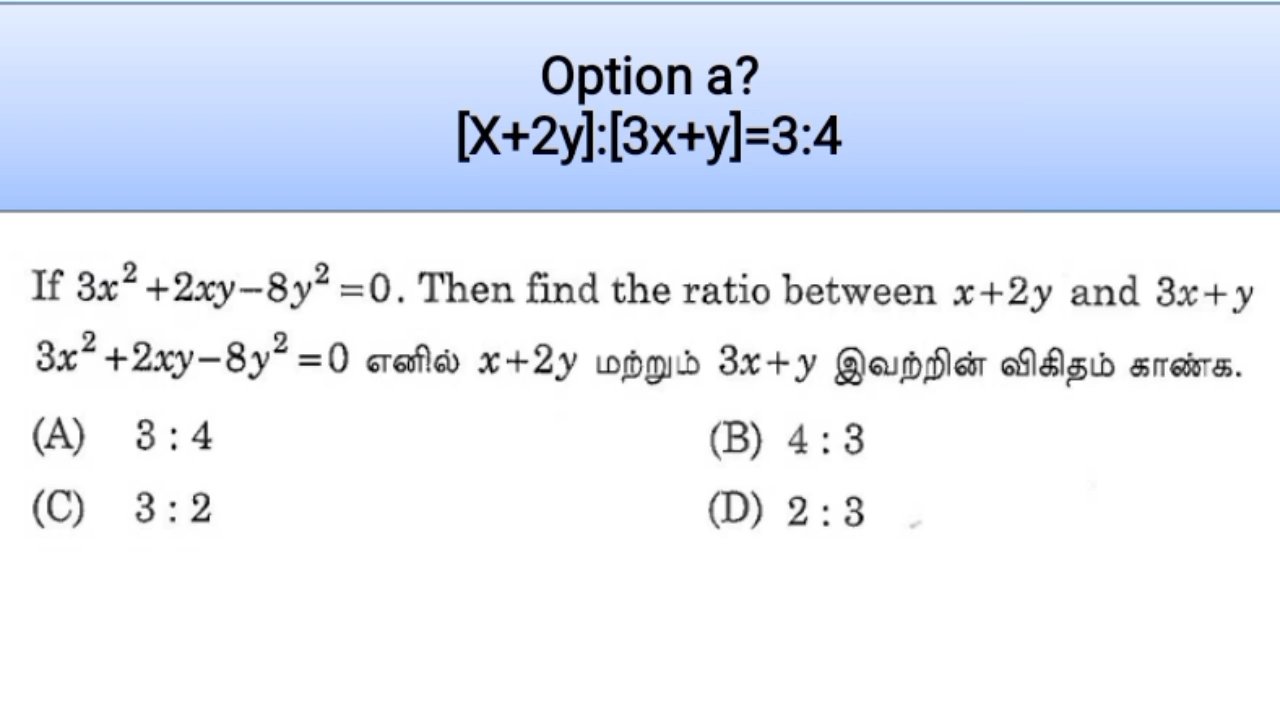 Option a?
[X+2y]:[3x+y]=3:4
If 3x²+2xy−8y²=0. Then find the ratio between x+2y and 3x+y
3x²+2xy−8y²=0 எனில் x+2y மற்றும் 3x+y இவற்றின் விகிதம் காண்க.
(A) 3 : 4 (B) 4 : 3
(C) 3 : 2 (D) 2 : 3